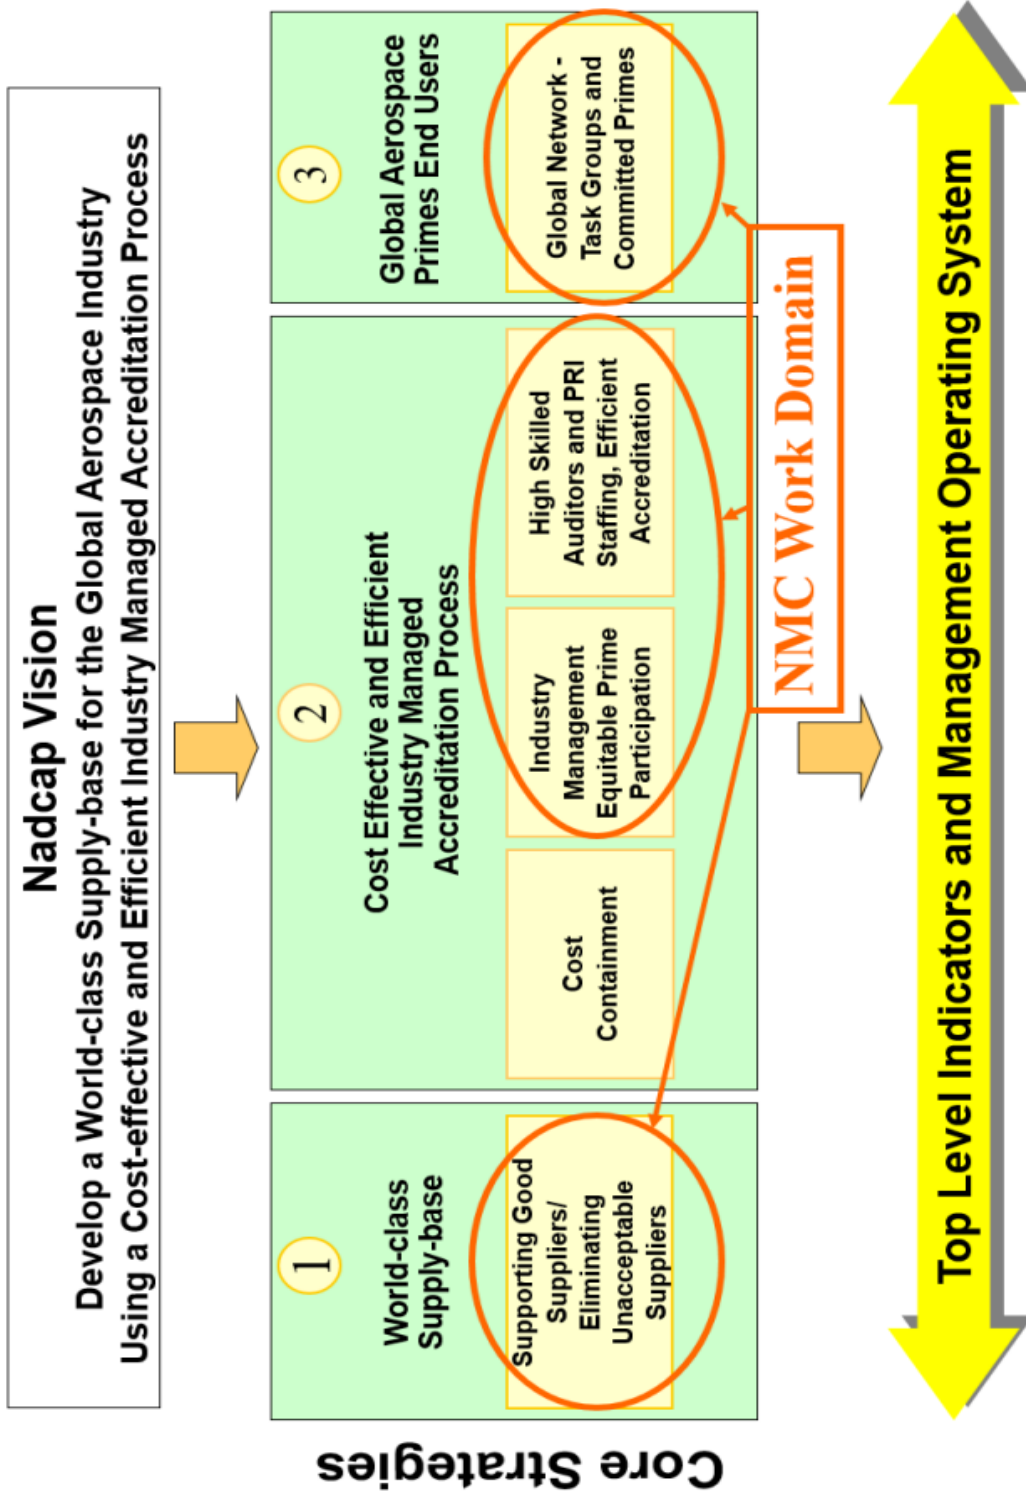 Nadcap Vision
Develop a World-class Supply-base for the Global Aerospace Industry
Using a Cost-effective and Efficient Industry Managed Accreditation Process
Core Strategies
1
World-class
Supply-base
Supporting Good
Suppliers/
Eliminating
Unacceptable
Suppliers
2
Cost Effective and Efficient
Industry Managed
Accreditation Process
Cost
Containment
Industry
Management
Equitable Prime
Participation
High Skilled
Auditors and PRI
Staffing, Efficient
Accreditation
3
Global Aerospace
Primes End Users
Global Network -
Task Groups and
Committed Primes
NMC Work Domain
Top Level Indicators and Management Operating System